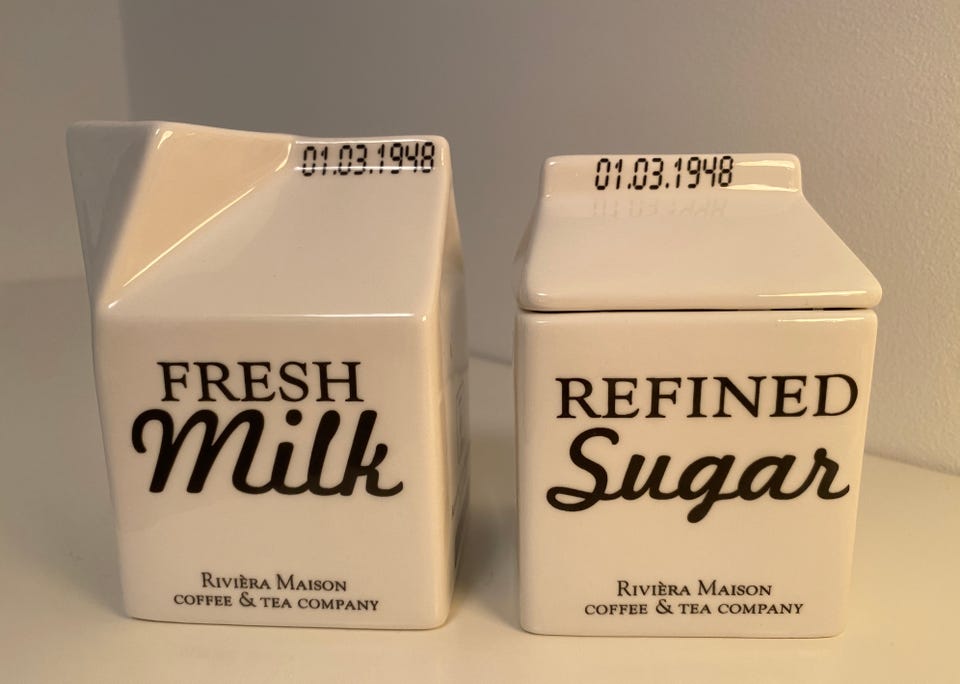 01.03.1948
FRESH
Milk
RIVIÈRA MAISON
COFFEE & TEA COMPANY
01.03.1948
REFINED
Sugar
RIVIÈRA MAISON
COFFEE & TEA COMPANY